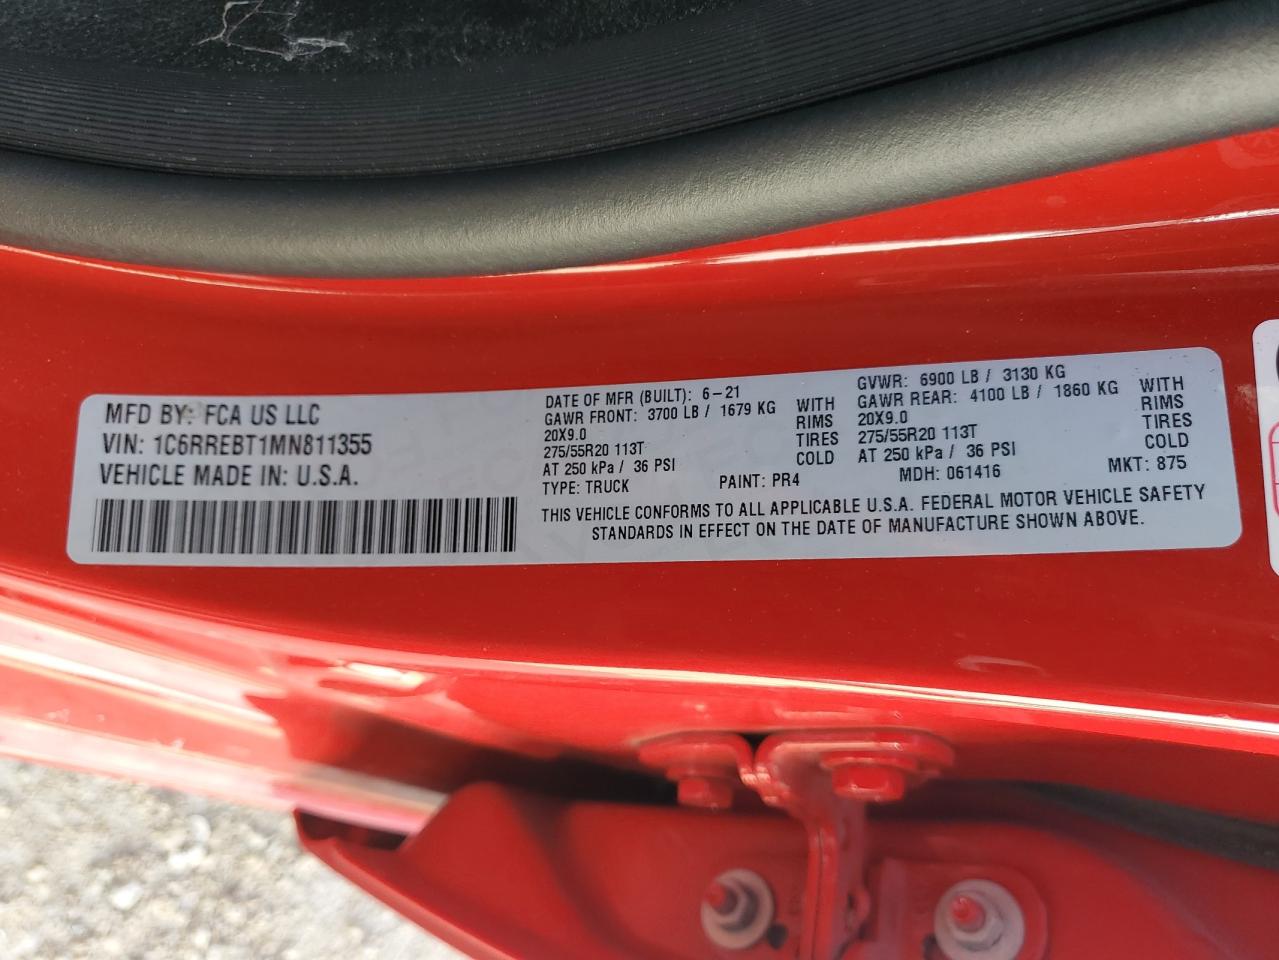 MFD BY: FCA US LLC
VIN: 1C6RREBT1MN811355
VEHICLE MADE IN: U.S.A.
DATE OF MFR (BUILT): 6-21
GAWR FRONT: 3700 LB / 1679 KG WITH
20X9.0 RIMS
275/55R20 113T TIRES
AT 250 kPa / 36 PSI COLD
TYPE: TRUCK PAINT: PR4
GVWR: 6900 LB / 3130 KG
GAWR REAR: 4100 LB / 1860 KG WITH
20X9.0 RIMS
275/55R20 113T TIRES
AT 250 kPa / 36 PSI COLD
MDH: 061416 MKT: 875
THIS VEHICLE CONFORMS TO ALL APPLICABLE U.S.A. FEDERAL MOTOR VEHICLE SAFETY
STANDARDS IN EFFECT ON THE DATE OF MANUFACTURE SHOWN ABOVE.